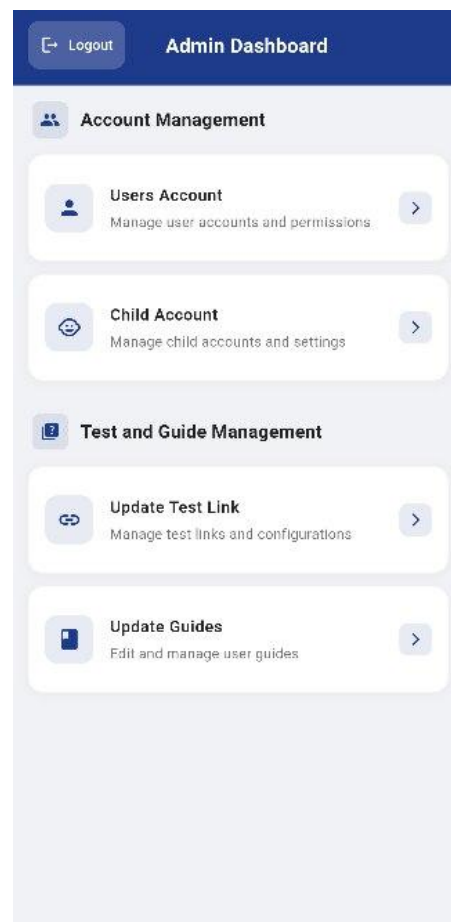 Logout
Admin Dashboard
Account Management
Users Account
Manage user accounts and permissions
Child Account
Manage child accounts and settings
Test and Guide Management
Update Test Link
Manage test links and configurations
Update Guides
Edit and manage user guides